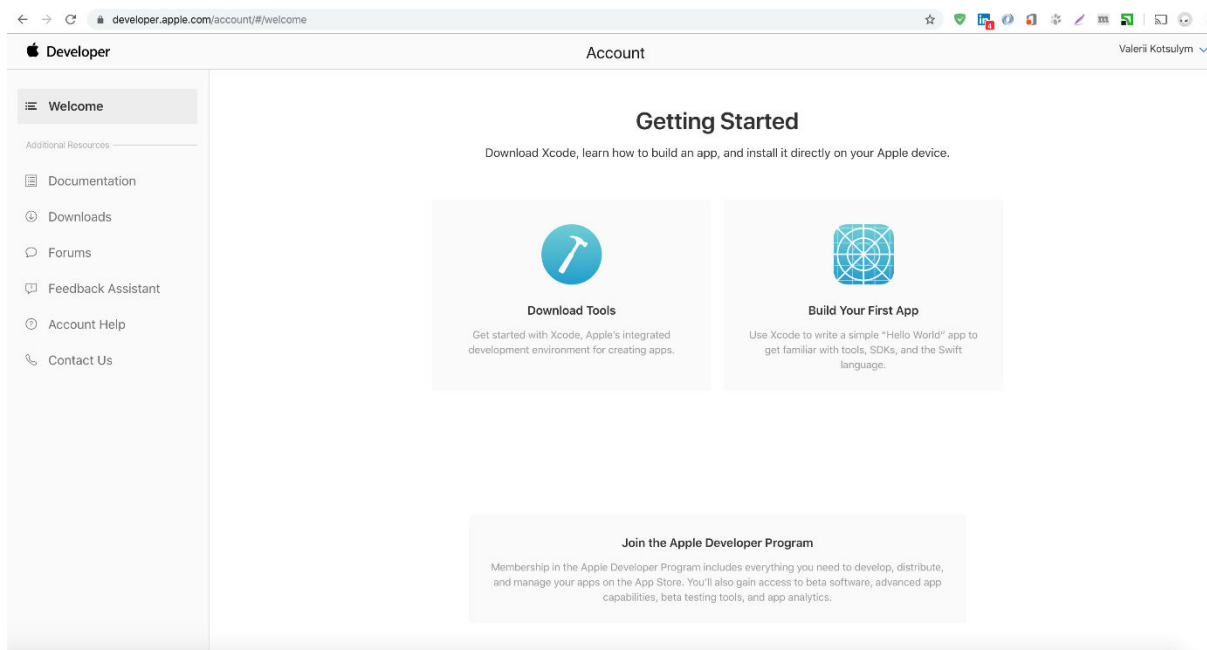 developer.apple.com/account/#/welcome
in
4
m
Developer
Account
Valerii Kotsulym
Welcome
Additional Resources
Documentation
Downloads
Forums
Feedback Assistant
Account Help
Contact Us
Getting Started
Download Xcode, learn how to build an app, and install it directly on your Apple device.
Download Tools
Get started with Xcode, Apple's integrated
development environment for creating apps.
Build Your First App
Use Xcode to write a simple "Hello World" app to
get familiar with tools, SDKs, and the Swift
language.
Join the Apple Developer Program
Membership in the Apple Developer Program includes everything you need to develop, distribute,
and manage your apps on the App Store. You'll also gain access to beta software, advanced app
capabilities, beta testing tools, and app analytics.